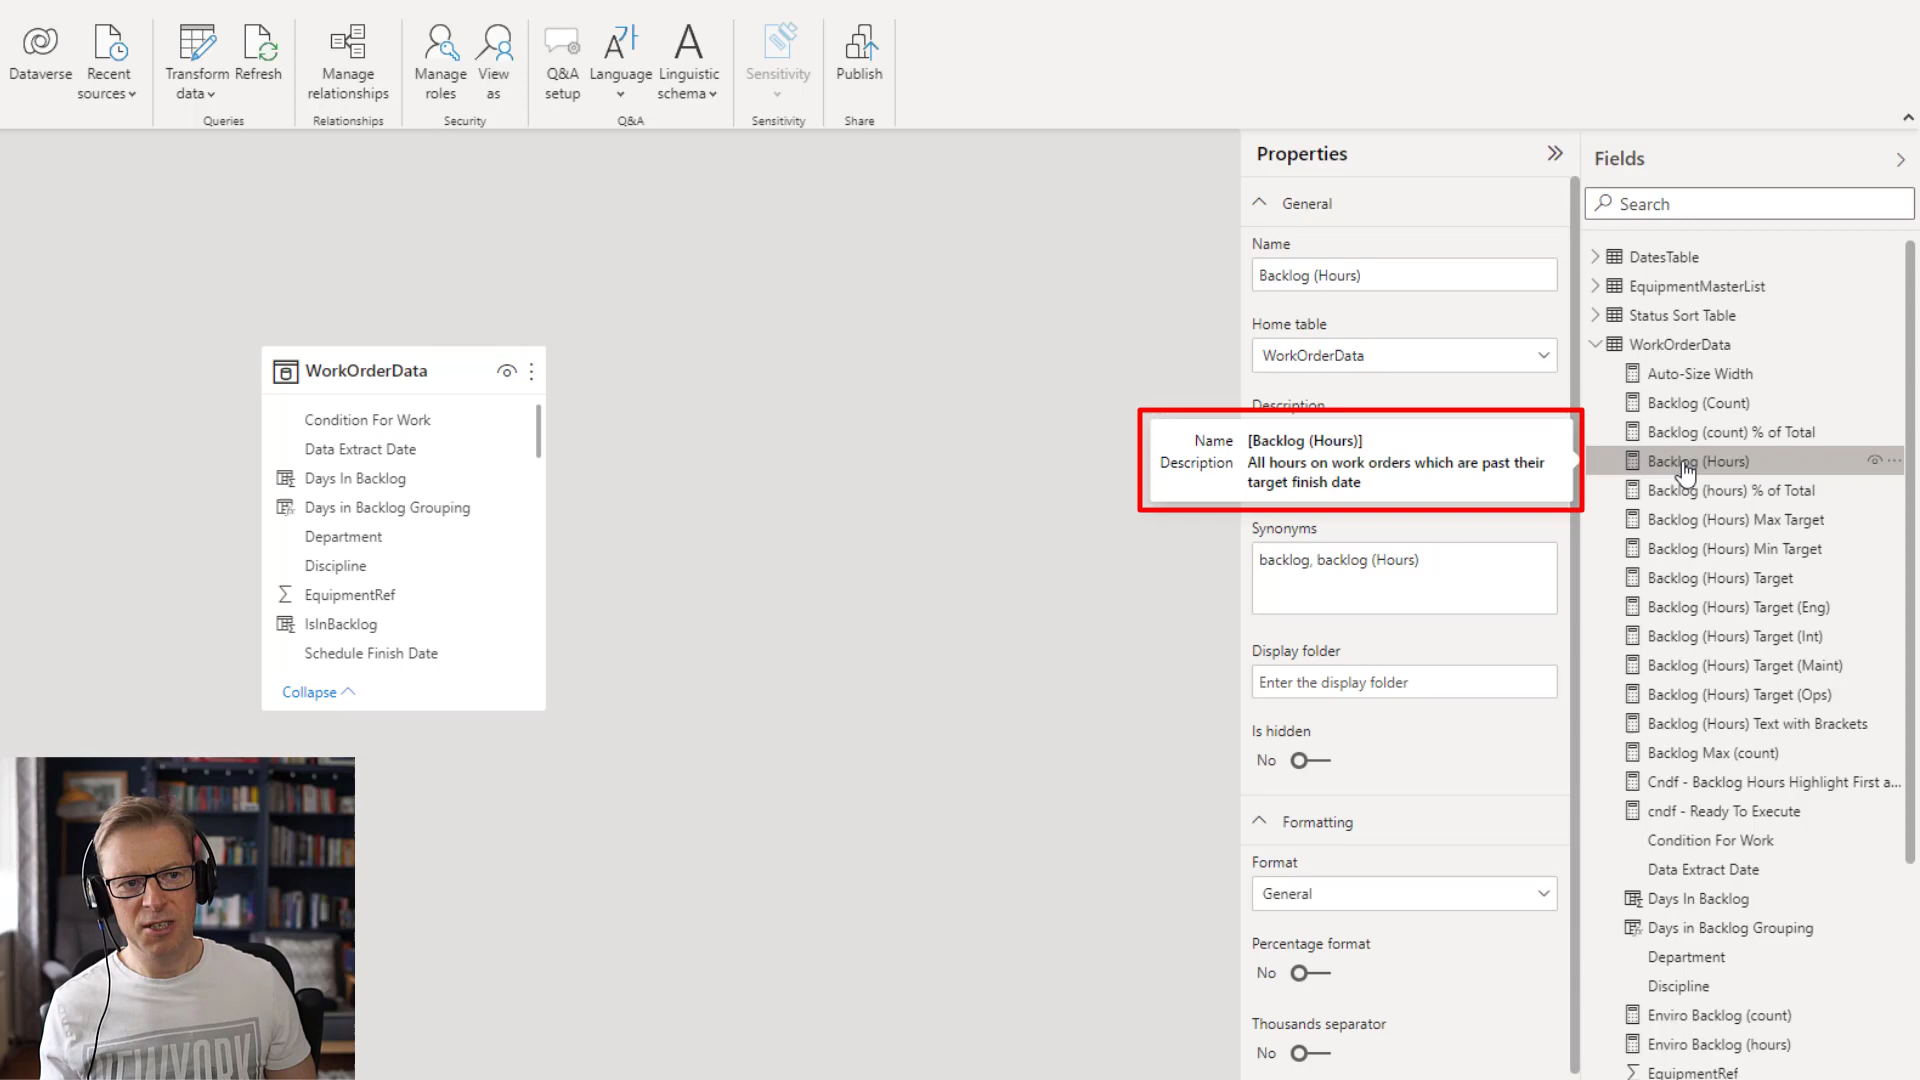 Dataverse
Recent
sources
Transform
data
Refresh
Manage
relationships
Manage
roles
View
as
Q&A
setup
Language
Linguistic
schema
Sensitivity
Publish
Queries
Relationships
Security
Q&A
Sensitivity
Share
WorkOrderData
Condition For Work
Data Extract Date
Days In Backlog
Days in Backlog Grouping
Department
Discipline
EquipmentRef
IsInBacklog
Schedule Finish Date
Collapse
Properties
General
Name
Backlog (Hours)
Home table
WorkOrderData
Description
Name [Backlog (Hours)]
Description All hours on work orders which are past their
target finish date
Synonyms
backlog, backlog (Hours)
Display folder
Enter the display folder
Is hidden
No
Formatting
Format
General
Percentage format
No
Thousands separator
No
Fields
Search
DatesTable
EquipmentMasterList
Status Sort Table
WorkOrderData
Auto-Size Width
Backlog (Count)
Backlog (count) % of Total
Backlog (Hours)
Backlog (hours) % of Total
Backlog (Hours) Max Target
Backlog (Hours) Min Target
Backlog (Hours) Target
Backlog (Hours) Target (Eng)
Backlog (Hours) Target (Int)
Backlog (Hours) Target (Maint)
Backlog (Hours) Target (Ops)
Backlog (Hours) Text with Brackets
Backlog Max (count)
Cndf - Backlog Hours Highlight First a...
cndf - Ready To Execute
Condition For Work
Data Extract Date
Days In Backlog
Days in Backlog Grouping
Department
Discipline
Enviro Backlog (count)
Enviro Backlog (hours)
EquipmentRef